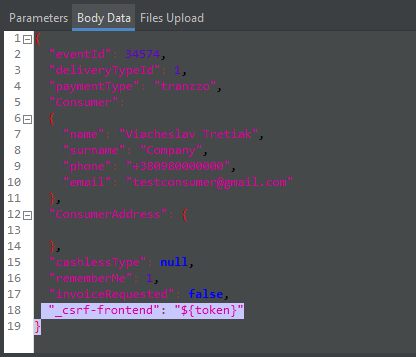 Parameters Body Data Files Upload
1 {
2 "eventId": 34574,
3 "deliveryTypeId": 1,
4 "paymentType": "tranzzo",
5 "Consumer":
6 {
7 "name": "Viacheslav Tretiak",
8 "surname": "Company",
9 "phone": "+380980000000",
10 "email": "testconsumer@gmail.com"
11 },
12 "ConsumerAddress": {
13
14 },
15 "cashlessType": null,
16 "rememberMe": 1,
17 "invoiceRequested": false,
18 "_csrf-frontend": "${token}"
19 }